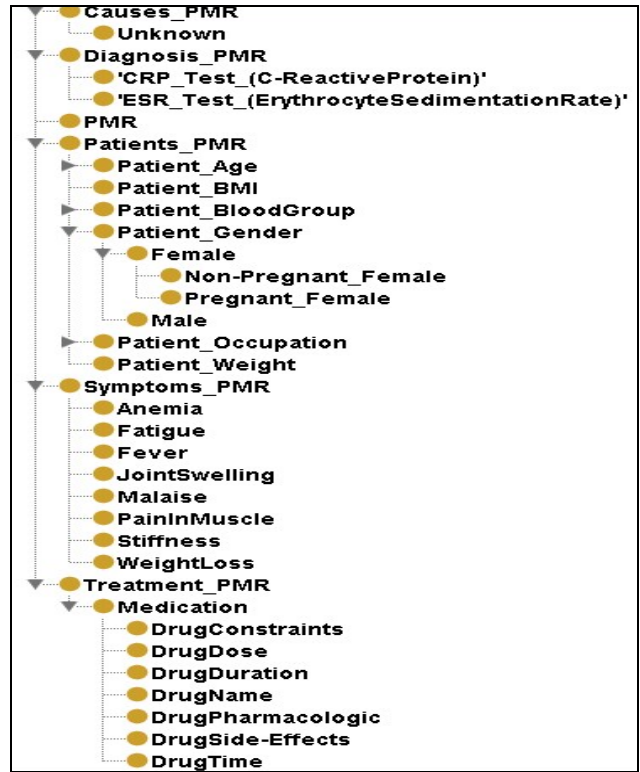 Causes_PMR
Unknown
Diagnosis_PMR
'CRP_Test_(C-ReactiveProtein)'
'ESR_Test_(ErythrocyteSedimentationRate)'
PMR
Patients_PMR
Patient_Age
Patient_BMI
Patient_BloodGroup
Patient_Gender
Female
Non-Pregnant_Female
Pregnant_Female
Male
Patient_Occupation
Patient_Weight
Symptoms_PMR
Anemia
Fatigue
Fever
JointSwelling
Malaise
PainInMuscle
Stiffness
WeightLoss
Treatment_PMR
Medication
DrugConstraints
DrugDose
DrugDuration
DrugName
DrugPharmacologic
DrugSide-Effects
DrugTime